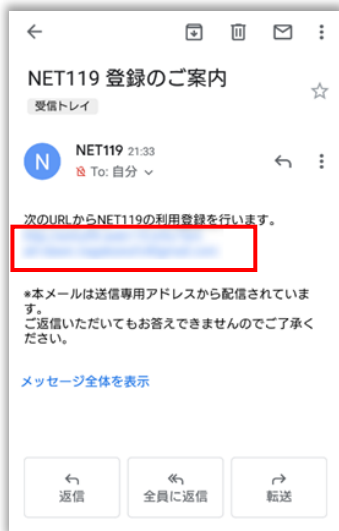 NET119 登録のご案内
受信トレイ
N
NET119 21:33
To: 自分
次のURLからNET119の利用登録を行います。
*本メールは送信専用アドレスから配信されていま
す。
ご返信いただいてもお答えできませんのでご了承く
ださい。
メッセージ全体を表示
返信
全員に返信
転送